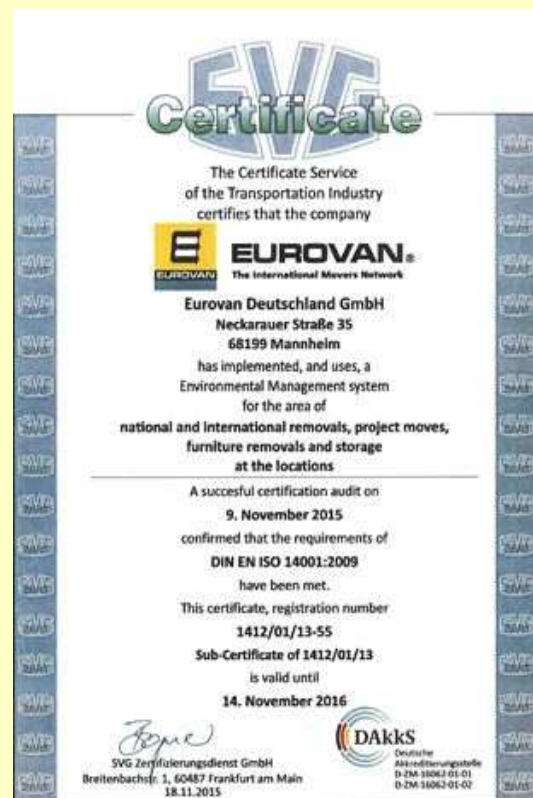 SVG
Certificate
The Certificate Service
of the Transportation Industry
certifies that the company
EUROVAN
EUROVAN®
The International Movers Network
Eurovan Deutschland GmbH
Neckarauer Straße 35
68199 Mannheim
has implemented, and uses, a
Environmental Management system
for the area of
national and international removals, project moves,
furniture removals and storage
at the locations
A succesful certification audit on
9. November 2015
confirmed that the requirements of
DIN EN ISO 14001:2009
have been met.
This certificate, registration number
1412/01/13-55
Sub-Certificate of 1412/01/13
is valid until
14. November 2016
DAkkS
Deutsche
Akkreditierungsstelle
D-ZM-16062-01-01
D-ZM-16062-01-02
SVG Zertifizierungsdienst GmbH
Breitenbachstr. 1, 60487 Frankfurt am Main
18.11.2015